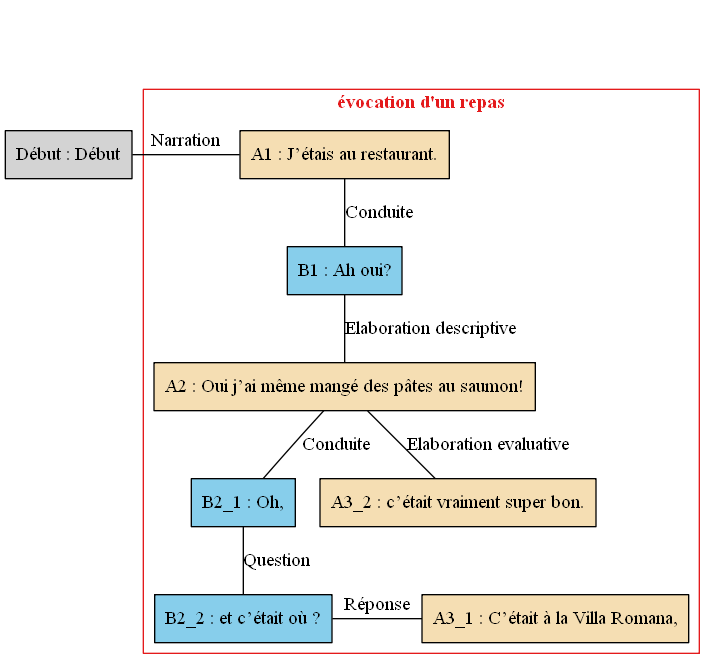 évocation d'un repas
Début : Début
Narration
A1 : J’étais au restaurant.
Conduite
B1 : Ah oui?
Elaboration descriptive
A2 : Oui j’ai même mangé des pâtes au saumon!
Conduite
Elaboration evaluative
B2_1 : Oh,
A3_2 : c’était vraiment super bon.
Question
B2_2 : et c’était où ?
Réponse
A3_1 : C’était à la Villa Romana,